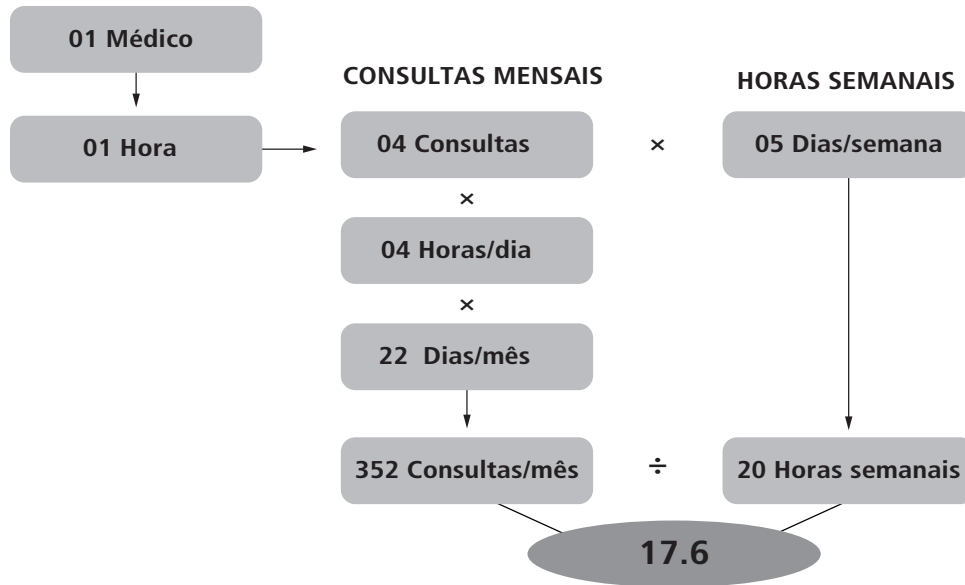 01 Médico
CONSULTAS MENSAIS
HORAS SEMANAIS
01 Hora
04 Consultas
×
05 Dias/semana
×
04 Horas/dia
×
22 Dias/mês
352 Consultas/mês
÷
20 Horas semanais
17.6